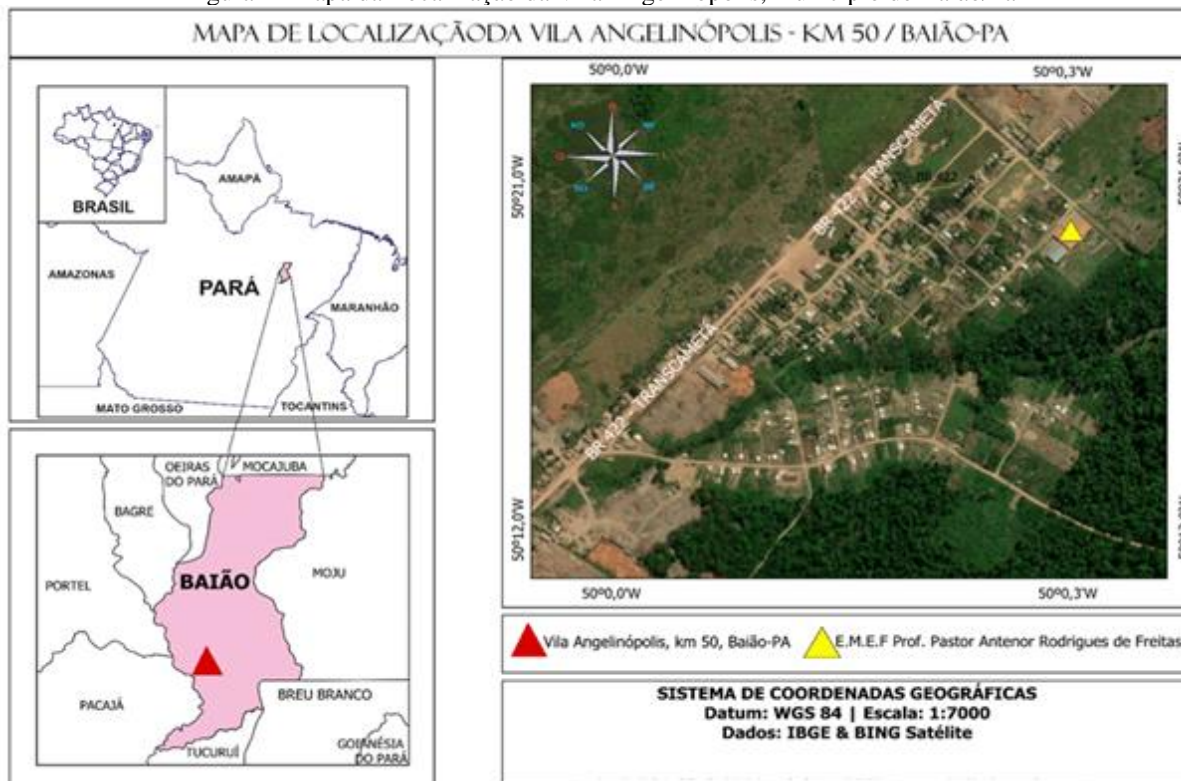 MAPA DE LOCALIZAÇÃODA VILA ANGELINÓPOLIS - KM 50 / BAIÃO-PA
BRASIL
AMAPÁ
AMAZONAS
PARÁ
MARANHÃO
MATO GROSSO
TOCANTINS
OEIRAS
DO PARÁ
MOCAJUBA
BAGRE
BAIÃO
MOJU
PORTEL
PACAJÁ
BREU BRANCO
TUCURUÍ
GOIANÉSIA
DO PARÁ
50º0,0'W
50º0,3'W
50º21,0'W
50º12,0'W
BR 422 - TRANSCAMETÁ
BR 422 - TRANSCAMETÁ
50º0,0'W
50º0,3'W
Vila Angelinópolis, km 50, Baião-PA
E.M.E.F Prof. Pastor Antenor Rodrigues de Freitas
SISTEMA DE COORDENADAS GEOGRÁFICAS
Datum: WGS 84 | Escala: 1:7000
Dados: IBGE & BING Satélite